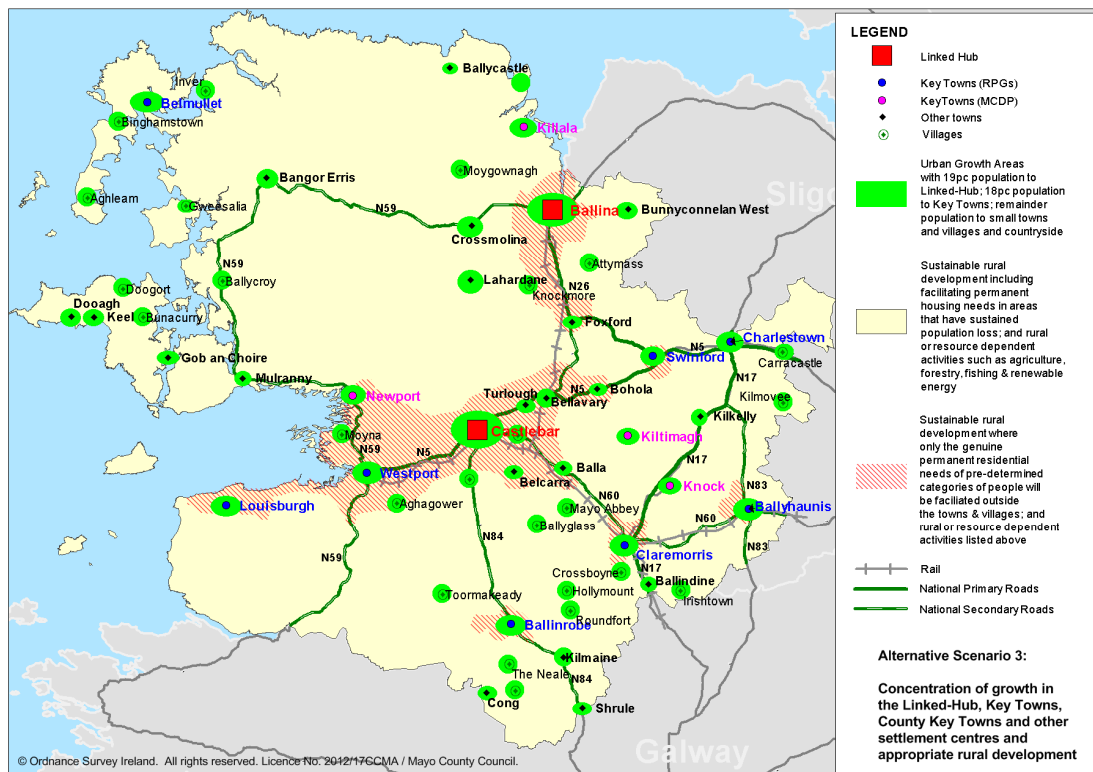 Ballycastle
Inver
Belmullet
Binghamstown
Killala
Moygownagh
Bangor Erris
Aghleam
Gweesalia
N59
Sligo
Ballina
Bunnyconnelan West
Crossmolina
N59
Attymass
Ballycroy
Lahardane
N26
Doogort
Knockmore
Dooagh
Keel
Bunacurry
Foxford
Charlestown
N5
Swinford
Carracastle
Gob an Choire
Mulranny
N17
Newport
Turlough
N5
Bohola
Bellavary
Kilmovee
Kilkelly
Castlebar
Moyna
Kiltimagh
N59
N5
N17
Balla
Westport
Belcarra
Knock
N83
Louisburgh
Aghagower
N60
Mayo Abbey
Ballyhaunis
Ballyglass
N60
N84
Claremorris
N83
N59
Crossboyne
N17
Ballindine
Toormakeady
Hollymount
Irishtown
Roundfort
Ballinrobe
Kilmaine
The Neale
N84
Cong
Shrule
Galway
© Ordnance Survey Ireland. All rights reserved. Licence No. 2012/17CCMA / Mayo County Council.
LEGEND
Linked Hub
Key Towns (RPGs)
KeyTowns (MCDP)
Other towns
Villages
Urban Growth Areas
with 19pc population to
Linked-Hub; 18pc population
to Key Towns; remainder
population to small towns
and villages and countryside
Sustainable rural
development including
facilitating permanent
housing needs in areas
that have sustained
population loss; and rural
or resource dependent
activities such as agriculture,
forestry, fishing & renewable
energy
Sustainable rural
development where
only the genuine
permanent residential
needs of pre-determined
categories of people will
be faciliated outside
the towns & villages; and
rural or resource dependent
activities listed above
Rail
National Primary Roads
National Secondary Roads
Alternative Scenario 3:
Concentration of growth in
the Linked-Hub, Key Towns,
County Key Towns and other
settlement centres and
appropriate rural development